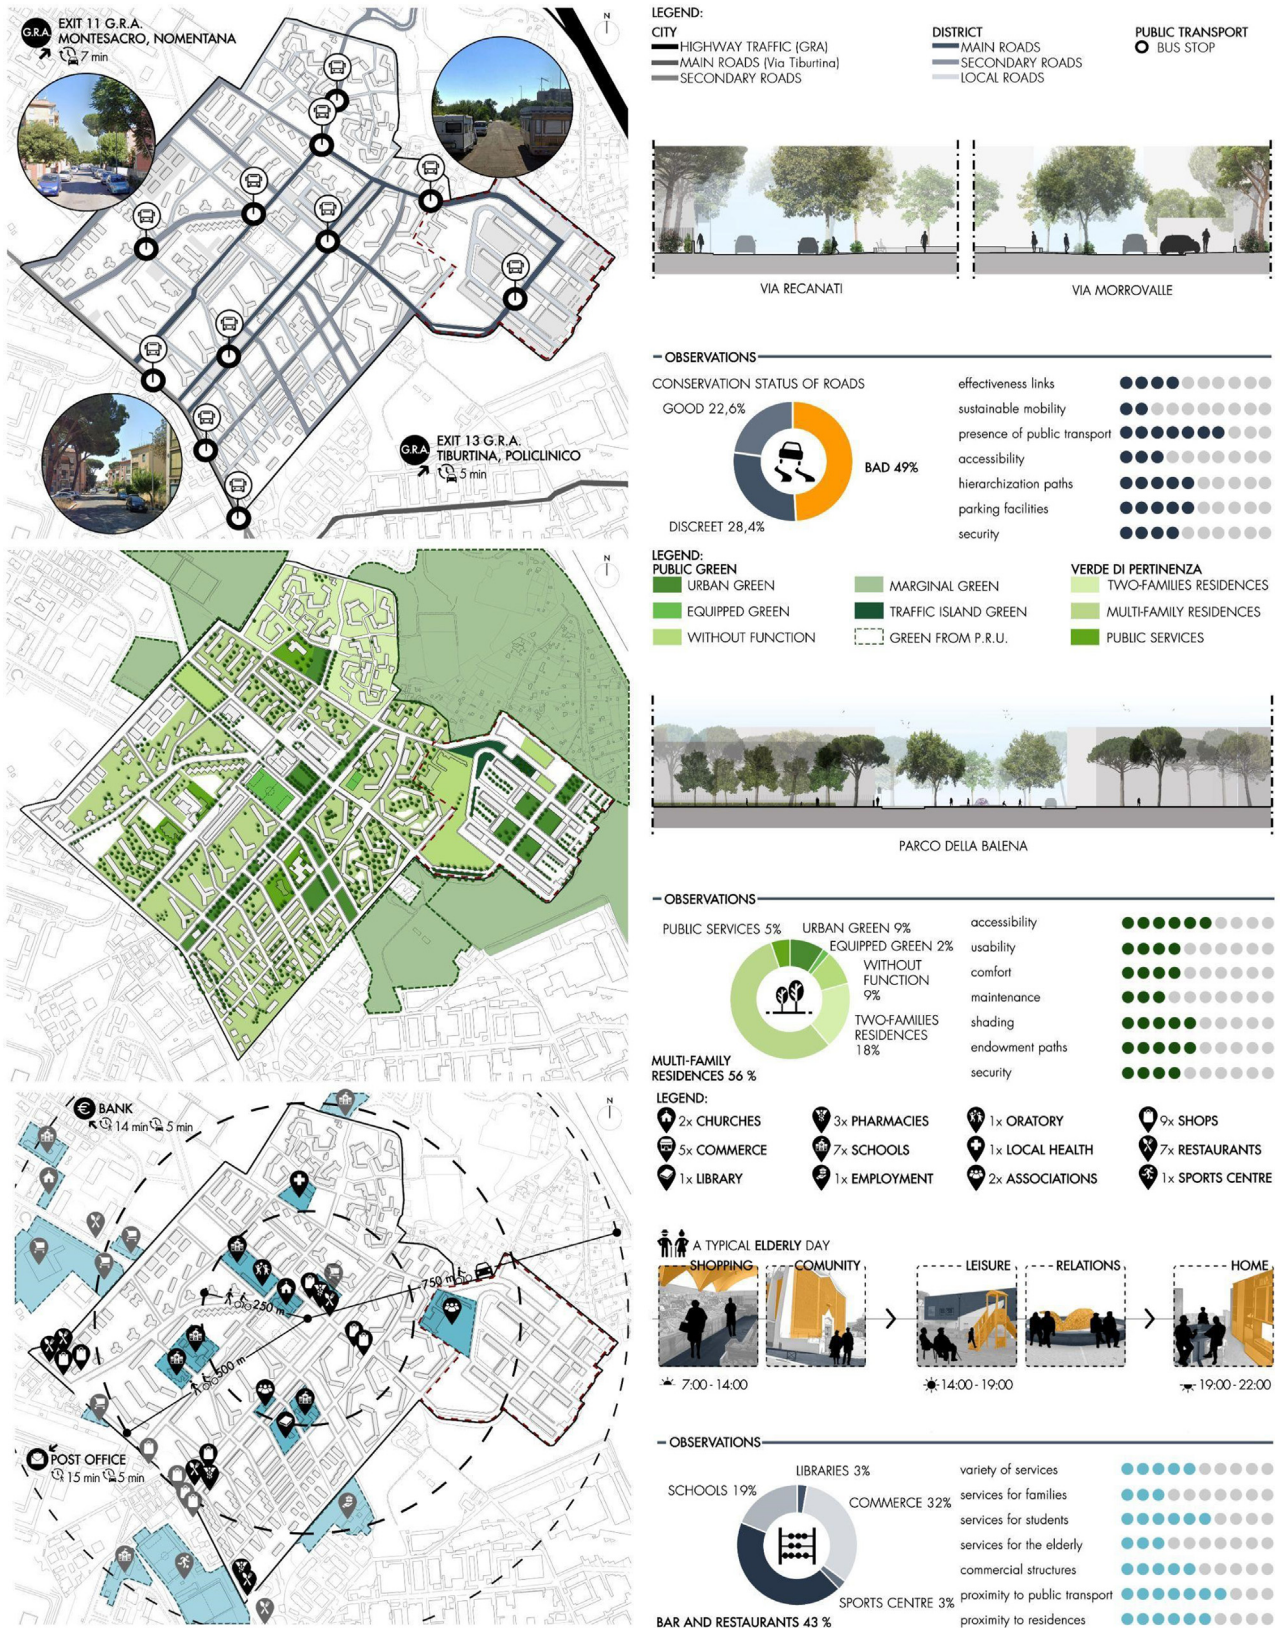 G.R.A.
EXIT 11 G.R.A.
MONTESACRO, NOMENTANA
7 min
N
EXIT 13 G.R.A.
G.R.A.
TIBURTINA, POLICLINICO
5 min
LEGEND:
CITY
HIGHWAY TRAFFIC (GRA)
MAIN ROADS (Via Tiburtina)
SECONDARY ROADS
DISTRICT
MAIN ROADS
SECONDARY ROADS
LOCAL ROADS
PUBLIC TRANSPORT
BUS STOP
VIA RECANATI
VIA MORROVALLE
OBSERVATIONS
CONSERVATION STATUS OF ROADS
GOOD 22,6%
BAD 49%
DISCREET 28,4%
effectiveness links
sustainable mobility
presence of public transport
accessibility
hierarchization paths
parking facilities
security
N
LEGEND:
PUBLIC GREEN
URBAN GREEN
EQUIPPED GREEN
WITHOUT FUNCTION
MARGINAL GREEN
TRAFFIC ISLAND GREEN
GREEN FROM P.R.U.
VERDE DI PERTINENZA
TWO-FAMILIES RESIDENCES
MULTI-FAMILY RESIDENCES
PUBLIC SERVICES
PARCO DELLA BALENA
OBSERVATIONS
PUBLIC SERVICES 5%
URBAN GREEN 9%
EQUIPPED GREEN 2%
WITHOUT
FUNCTION
9%
TWO-FAMILIES
RESIDENCES
18%
MULTI-FAMILY
RESIDENCES 56 %
accessibility
usability
comfort
maintenance
shading
endowment paths
security
€ BANK
14 min 5 min
N
750 m
250 m
500 m
POST OFFICE
15 min 5 min
LEGEND:
2x CHURCHES
5x COMMERCE
1x LIBRARY
3x PHARMACIES
7x SCHOOLS
1x EMPLOYMENT
1x ORATORY
1x LOCAL HEALTH
2x ASSOCIATIONS
9x SHOPS
7x RESTAURANTS
1x SPORTS CENTRE
A TYPICAL ELDERLY DAY
SHOPPING
COMUNITY
LEISURE
RELATIONS
HOME
7:00 - 14:00
14:00 - 19:00
19:00 - 22:00
OBSERVATIONS
LIBRARIES 3%
SCHOOLS 19%
COMMERCE 32%
SPORTS CENTRE 3%
BAR AND RESTAURANTS 43 %
variety of services
services for families
services for students
services for the elderly
commercial structures
proximity to public transport
proximity to residences